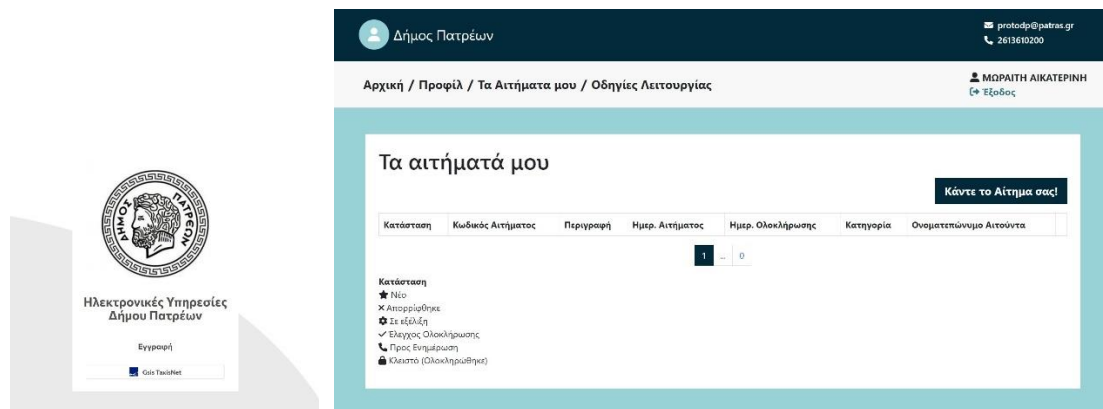 ΔΗΜΟΣ ΠΑΤΡΕΩΝ
Ηλεκτρονικές Υπηρεσίες
Δήμου Πατρέων
Εγγραφή
Gsis TaxisNet
Δήμος Πατρέων
protodp@patras.gr
2613610200
Αρχική / Προφίλ / Τα Αιτήματα μου / Οδηγίες Λειτουργίας
ΜΩΡΑΙΤΗ ΑΙΚΑΤΕΡΙΝΗ
Έξοδος
Τα αιτήματά μου
Κάντε το Αίτημα σας!
Κατάσταση Κωδικός Αιτήματος Περιγραφή Ημερ. Αιτήματος Ημερ. Ολοκλήρωσης Κατηγορία Ονοματεπώνυμο Αιτούντα
1 ... 0
Κατάσταση
Νέο
Απορρίφθηκε
Σε εξέλιξη
Έλεγχος Ολοκλήρωσης
Προς Ενημέρωση
Κλειστό (Ολοκληρώθηκε)